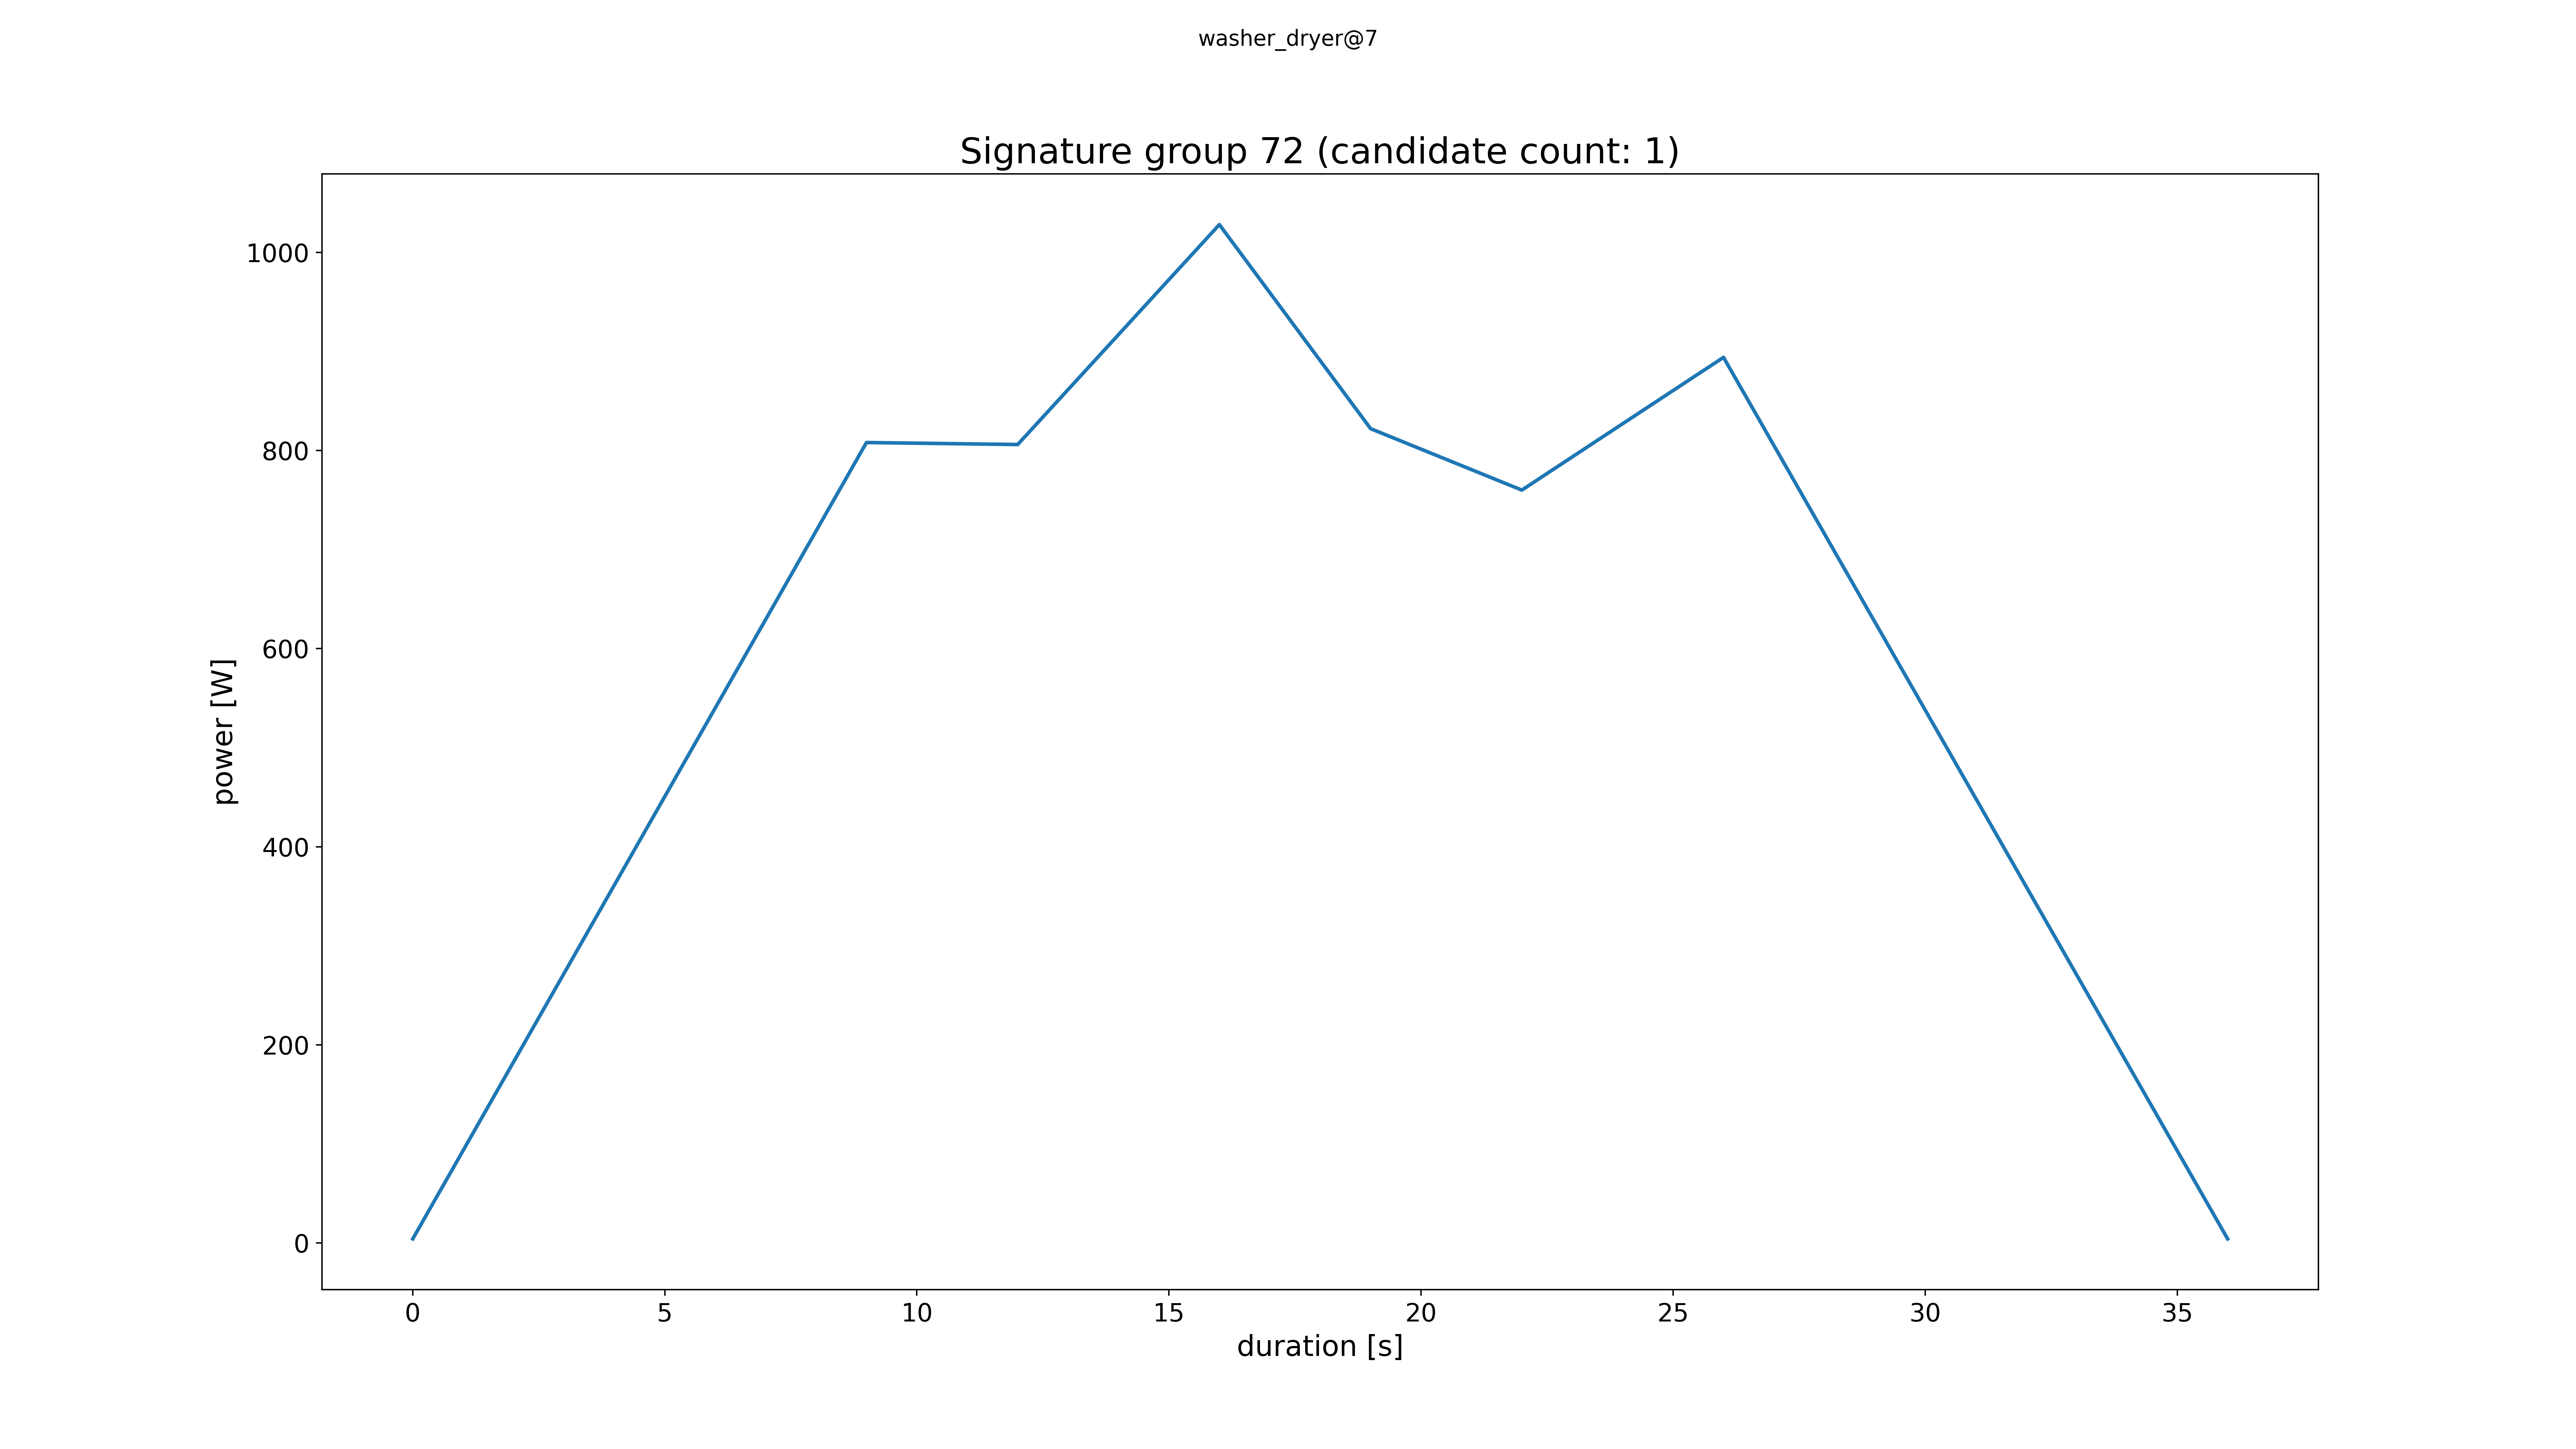 washer_dryer@7
Signature group 72 (candidate count: 1)
1000
800
600
400
200
0
power [W]
0 5 10 15 20 25 30 35
duration [s]